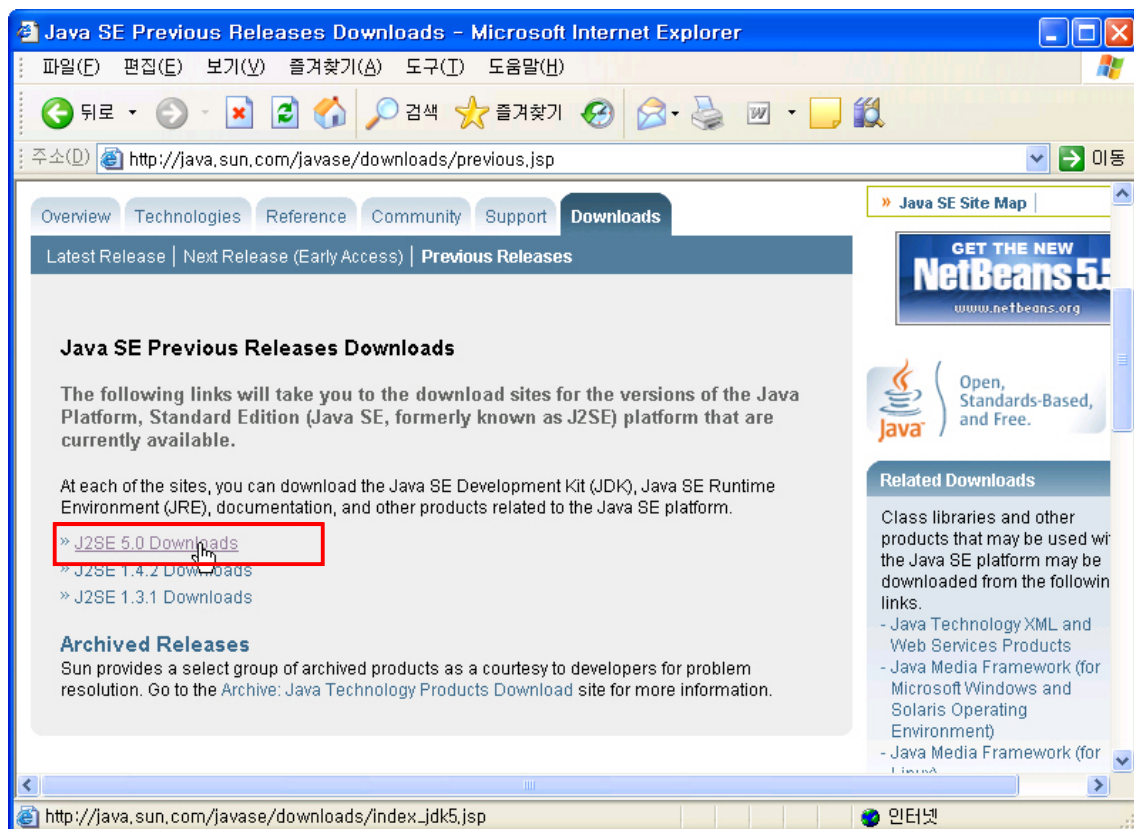 Java SE Previous Releases Downloads - Microsoft Internet Explorer
파일(F) 편집(E) 보기(V) 즐겨찾기(A) 도구(T) 도움말(H)
뒤로 검색 즐겨찾기
주소(D) http://java.sun.com/javase/downloads/previous.jsp 이동
Overview Technologies Reference Community Support Downloads
Latest Release | Next Release (Early Access) | Previous Releases
Java SE Previous Releases Downloads
The following links will take you to the download sites for the versions of the Java
Platform, Standard Edition (Java SE, formerly known as J2SE) platform that are
currently available.
At each of the sites, you can download the Java SE Development Kit (JDK), Java SE Runtime
Environment (JRE), documentation, and other products related to the Java SE platform.
» J2SE 5.0 Downloads
» J2SE 1.4.2 Downloads
» J2SE 1.3.1 Downloads
Archived Releases
Sun provides a select group of archived products as a courtesy to developers for problem
resolution. Go to the Archive: Java Technology Products Download site for more information.
» Java SE Site Map |
GET THE NEW
NetBeans 5.
www.netbeans.org
Java
Open,
Standards-Based,
and Free.
Related Downloads
Class libraries and other
products that may be used
the Java SE platform may be
downloaded from the followin
links.
- Java Technology XML and
Web Services Products
- Java Media Framework (for
Microsoft Windows and
Solaris Operating
Environment)
- Java Media Framework (for
http://java.sun.com/javase/downloads/index_jdk5.jsp 인터넷